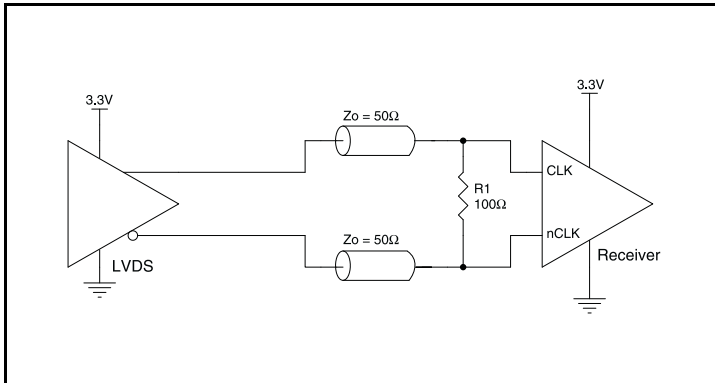 3.3V
LVDS
Zo = 50Ω
Zo = 50Ω
R1
100Ω
3.3V
CLK
nCLK
Receiver